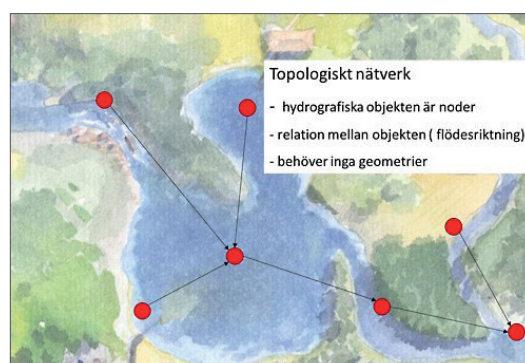 Topologiskt nätverk
- hydrografiska objekten är noder
- relation mellan objekten ( flödesriktning)
- behöver inga geometrier